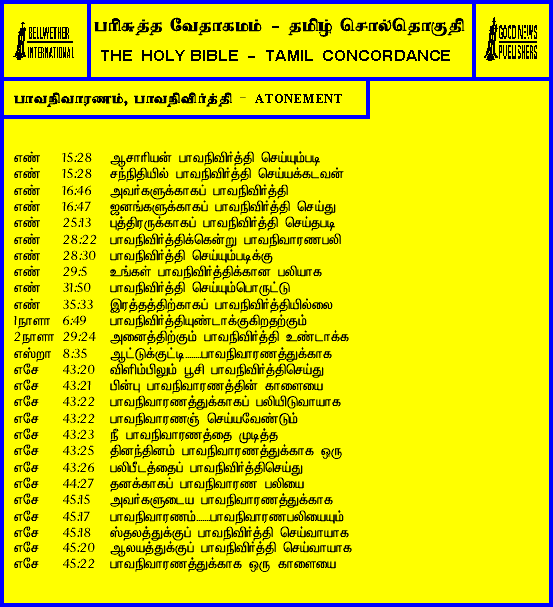 BELLWETHER INTERNATIONAL
பரிசுத்த வேதாகமம் - தமிழ் சொல்தொகுதி
THE HOLY BIBLE - TAMIL CONCORDANCE
GOOD NEWS PUBLISHERS
பாவநிவாரணம், பாவநிவிர்த்தி - ATONEMENT
எண் 15:28 ஆசாரியன் பாவநிவிர்த்தி செய்யும்படி
எண் 15:28 சந்நிதியில் பாவநிவிர்த்தி செய்யக்கடவன்
எண் 16:46 அவர்களுக்காகப் பாவநிவிர்த்தி
எண் 16:47 ஜனங்களுக்காகப் பாவநிவிர்த்தி செய்து
எண் 25:13 புத்திரருக்காகப் பாவநிவிர்த்தி செய்தபடி
எண் 28:22 பாவநிவிர்த்திக்கென்று பாவநிவாரணபலி
எண் 28:30 பாவநிவிர்த்தி செய்யும்படிக்கு
எண் 29:5 உங்கள் பாவநிவிர்த்திக்கான பலியாக
எண் 31:50 பாவநிவிர்த்தி செய்யும்பொருட்டு
எண் 35:33 இரத்தத்திற்காகப் பாவநிவிர்த்தியில்லை
1நாளா 6:49 பாவநிவிர்த்தியுண்டாக்குகிறதற்கும்
2நாளா 29:24 அனைத்திற்கும் பாவநிவிர்த்தி உண்டாக்க
எஸ்றா 8:35 ஆட்டுக்குட்டி......பாவநிவாரணத்துக்காக
எசே 43:20 விளிம்பிலும் பூசி பாவநிவிர்த்திசெய்து
எசே 43:21 பின்பு பாவநிவாரணத்தின் காளையை
எசே 43:22 பாவநிவாரணத்துக்காகப் பலியிடுவாயாக
எசே 43:22 பாவநிவாரணஞ் செய்யவேண்டும்
எசே 43:23 நீ பாவநிவாரணத்தை முடித்த
எசே 43:25 தினந்தினம் பாவநிவாரணத்துக்காக ஒரு
எசே 43:26 பலிபீடத்தைப் பாவநிவிர்த்திசெய்து
எசே 44:27 தனக்காகப் பாவநிவாரண பலியை
எசே 45:15 அவர்களுடைய பாவநிவாரணத்துக்காக
எசே 45:17 பாவநிவாரணம்......பாவநிவாரணபலியையும்
எசே 45:18 ஸ்தலத்துக்குப் பாவநிவிர்த்தி செய்வாயாக
எசே 45:20 ஆலயத்துக்குப் பாவநிவிர்த்தி செய்வாயாக
எசே 45:22 பாவநிவாரணத்துக்காக ஒரு காளையை